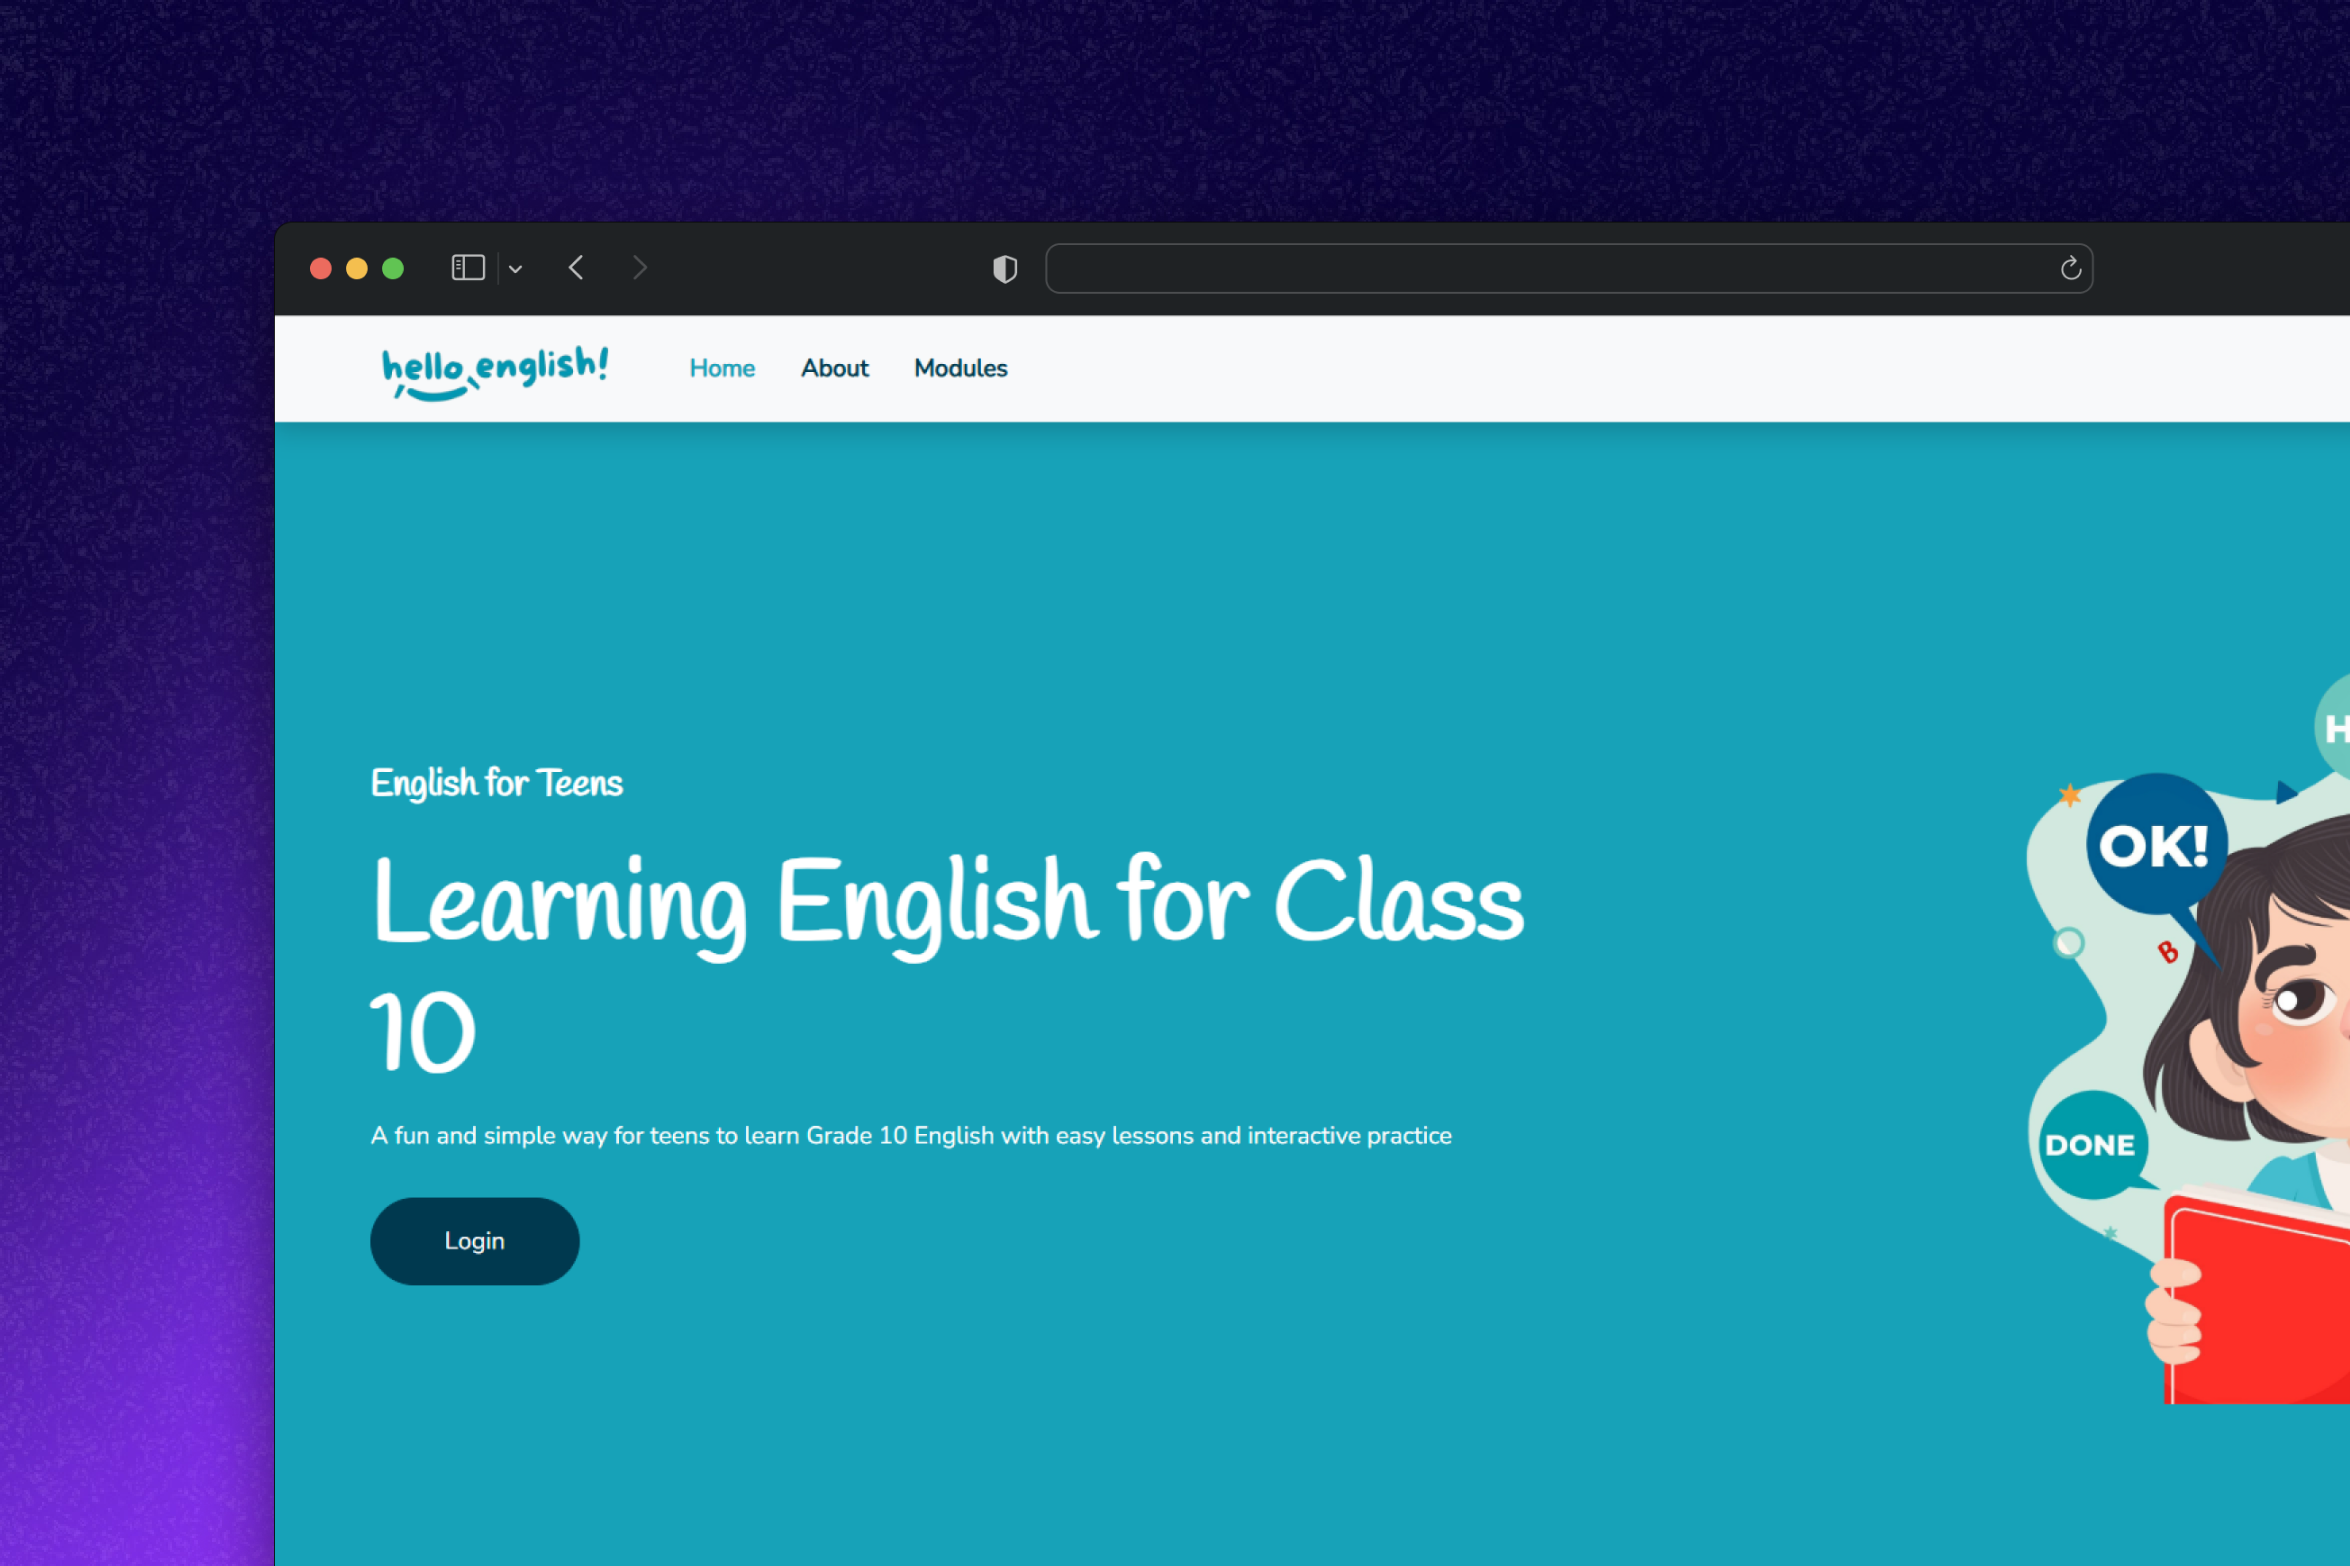 hello english!
Home About Modules
English for Teens
Learning English for Class
10
A fun and simple way for teens to learn Grade 10 English with easy lessons and interactive practice
Login
H
OK!
B
DONE